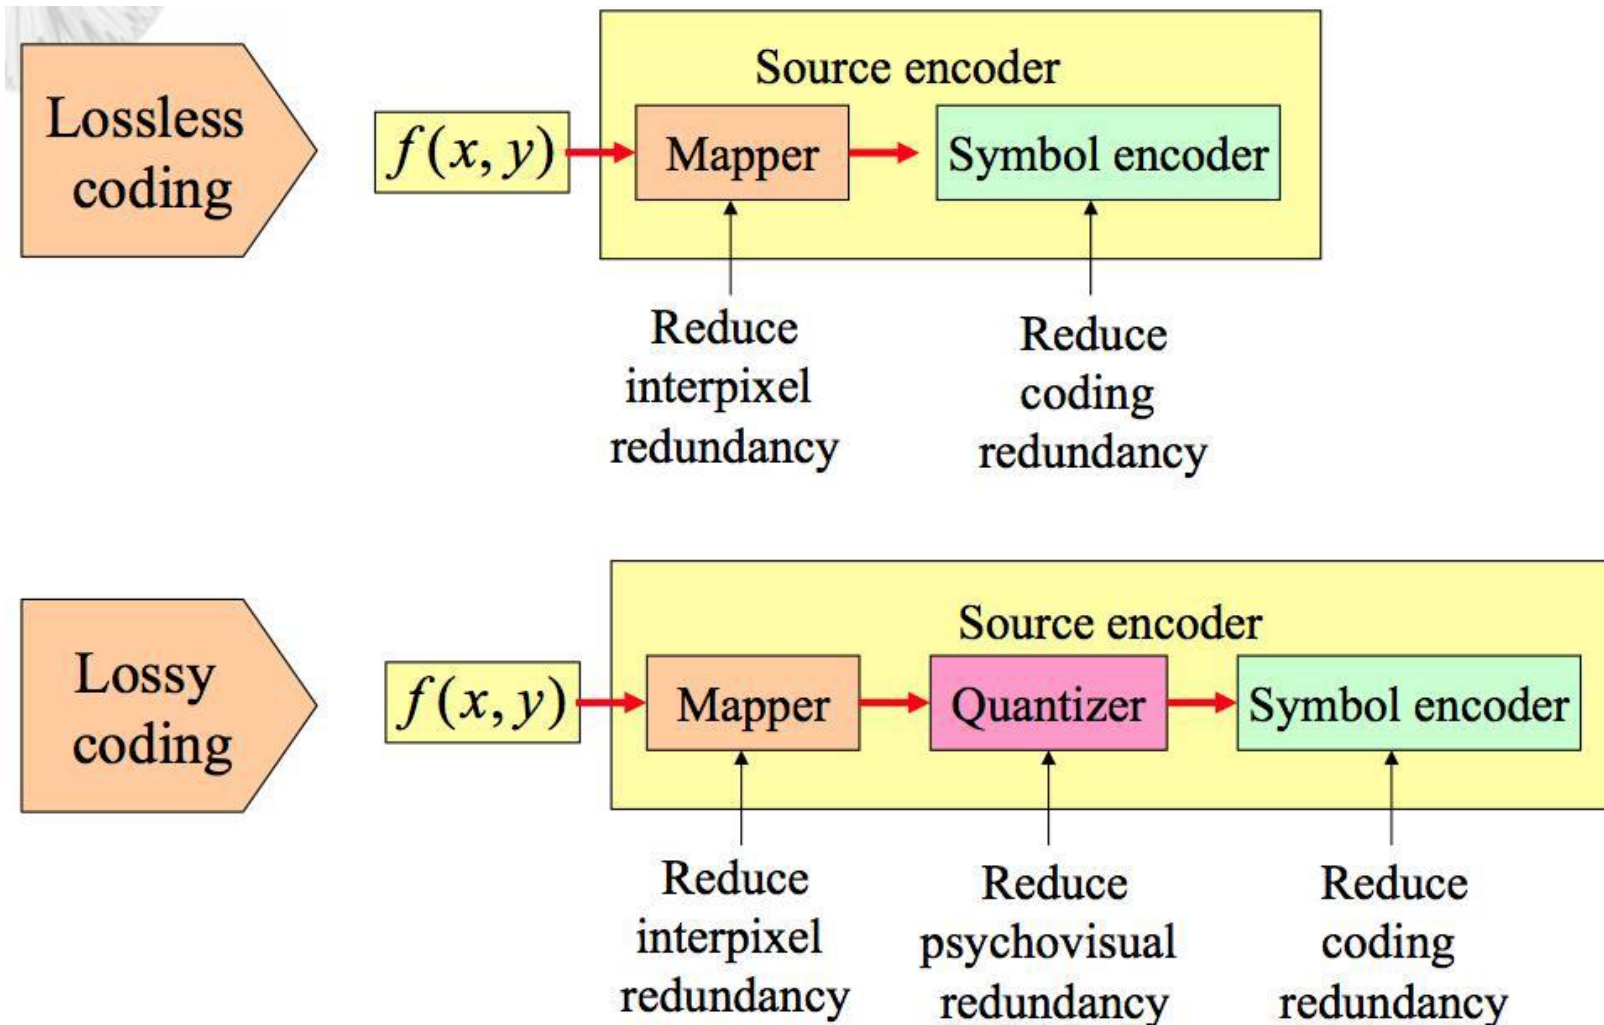 Lossless
coding
f(x, y)
Source encoder
Mapper
Symbol encoder
Reduce
interpixel
redundancy
Reduce
coding
redundancy
Lossy
coding
f(x, y)
Source encoder
Mapper
Quantizer
Symbol encoder
Reduce
interpixel
redundancy
Reduce
psychovisual
redundancy
Reduce
coding
redundancy